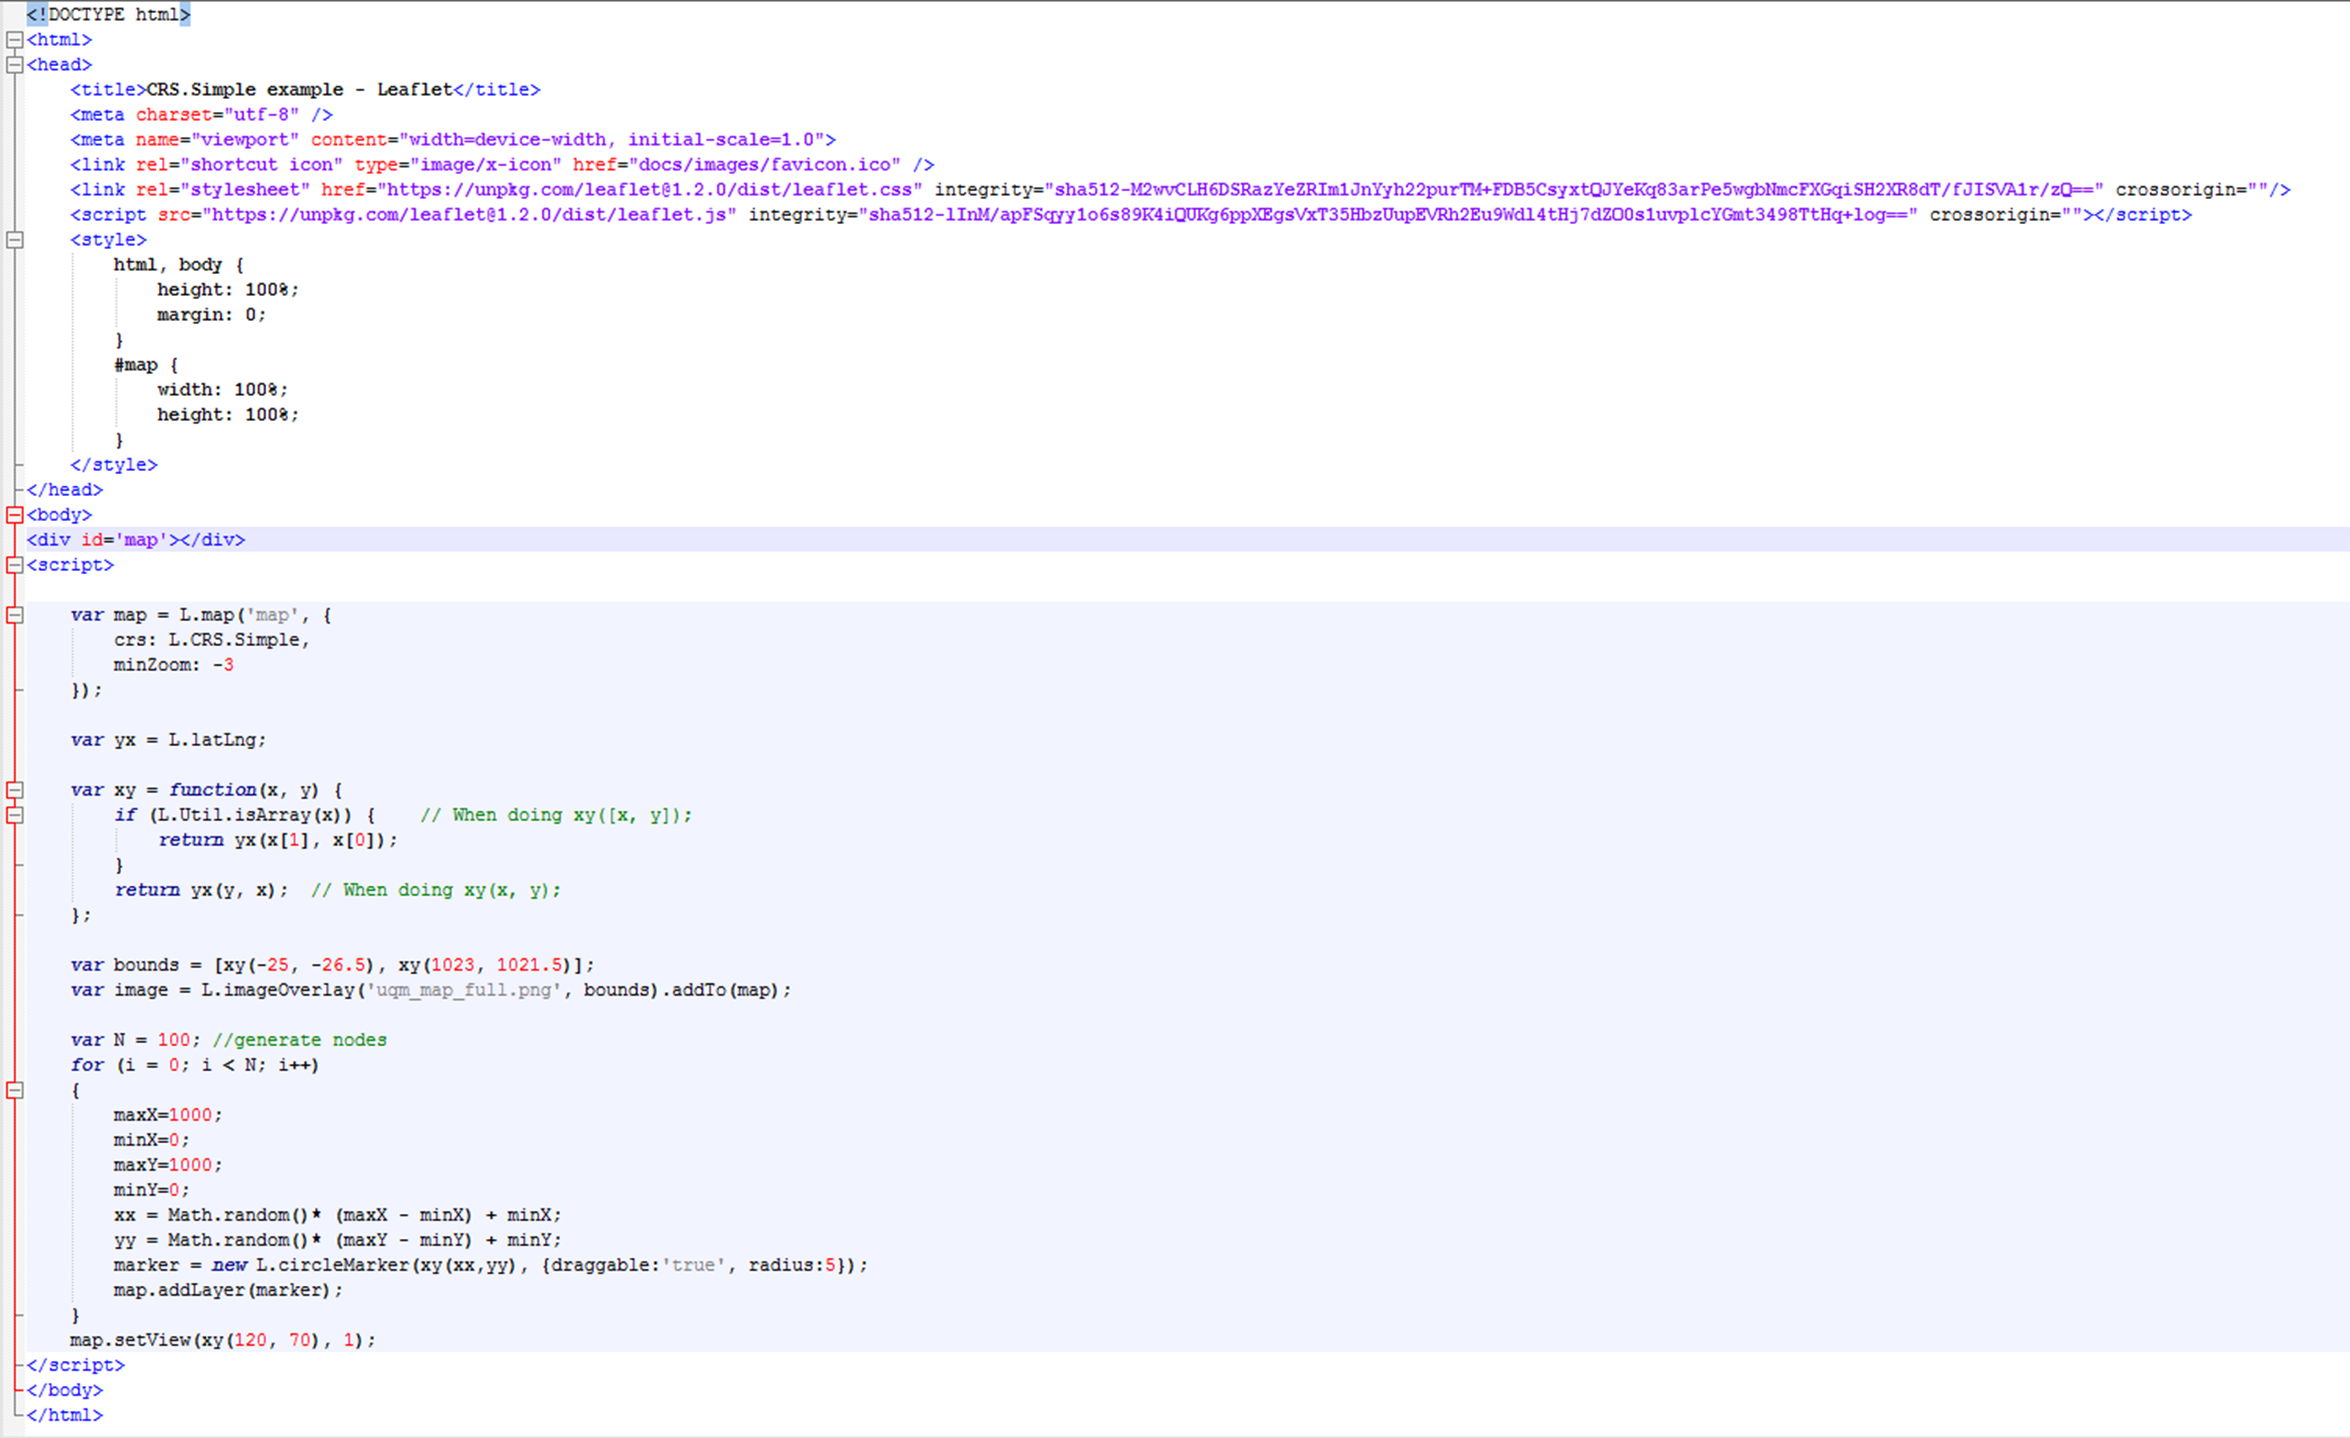 <!DOCTYPE html>
<html>
<head>
    <title>CRS.Simple example - Leaflet</title>
    <meta charset="utf-8" />
    <meta name="viewport" content="width=device-width, initial-scale=1.0">
    <link rel="shortcut icon" type="image/x-icon" href="docs/images/favicon.ico" />
    <link rel="stylesheet" href="https://unpkg.com/leaflet@1.2.0/dist/leaflet.css" integrity="sha512-M2wvCLH6DSRazYeZRIm1JnYyh22purTM+FDB5CsyxtQJYeKq83arPe5wgbNmcFXGqiSH2XR8dT/fJISVA1r/zQ==" crossorigin=""/>
    <script src="https://unpkg.com/leaflet@1.2.0/dist/leaflet.js" integrity="sha512-lInM/apFSqyy1o6s89K4iQUKg6ppXEgsVxT35HbzUupEVRh2Eu9Wdl4tHj7dZO0s1uvplcYGmt3498TtHq+log==" crossorigin=""></script>
    <style>
        html, body {
            height: 100%;
            margin: 0;
        }
        #map {
            width: 100%;
            height: 100%;
        }
    </style>
</head>
<body>
<div id='map'></div>
<script>
    var map = L.map('map', {
        crs: L.CRS.Simple,
        minZoom: -3
    });
    var yx = L.latLng;
    var xy = function(x, y) {
        if (L.Util.isArray(x)) {    // When doing xy([x, y]);
            return yx(x[1], x[0]);
        }
        return yx(y, x);  // When doing xy(x, y);
    };
    var bounds = [xy(-25, -26.5), xy(1023, 1021.5)];
    var image = L.imageOverlay('uqm_map_full.png', bounds).addTo(map);
    var N = 100; //generate nodes
    for (i = 0; i < N; i++)
    {
        maxX=1000;
        minX=0;
        maxY=1000;
        minY=0;
        xx = Math.random()* (maxX - minX) + minX;
        yy = Math.random()* (maxY - minY) + minY;
        marker = new L.circleMarker(xy(xx,yy), {draggable:'true', radius:5});
        map.addLayer(marker);
    }
    map.setView(xy(120, 70), 1);
</script>
</body>
</html>